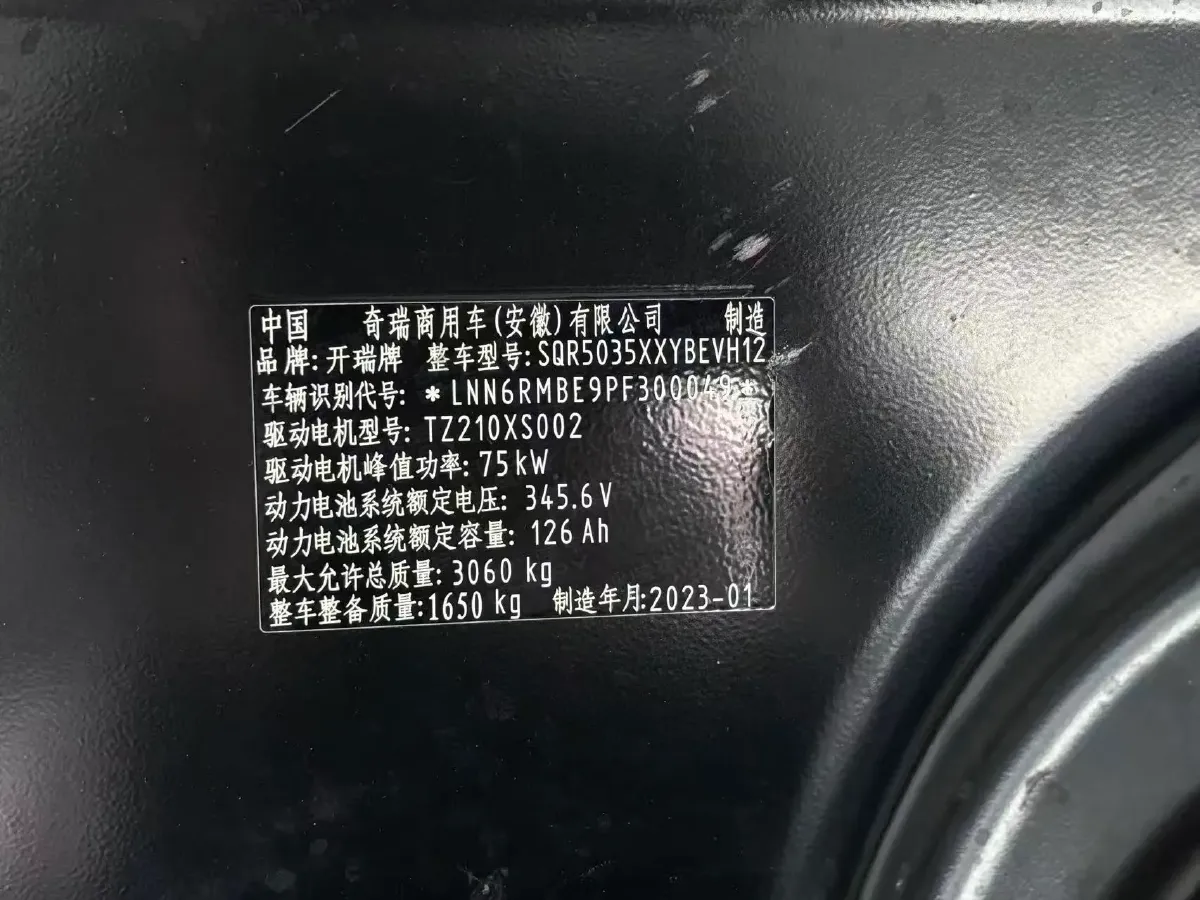 中国 奇瑞商用车(安徽)有限公司 制造
品牌:开瑞牌 整车型号:SQR5035XXYBEVH12
车辆识别代号: *LNN6RMBE9PF300049*
驱动电机型号: TZ210XS002
驱动电机峰值功率: 75kW
动力电池系统额定电压: 345.6V
动力电池系统额定容量: 126Ah
最大允许总质量: 3060 kg
整车整备质量:1650 kg 制造年月:2023-01